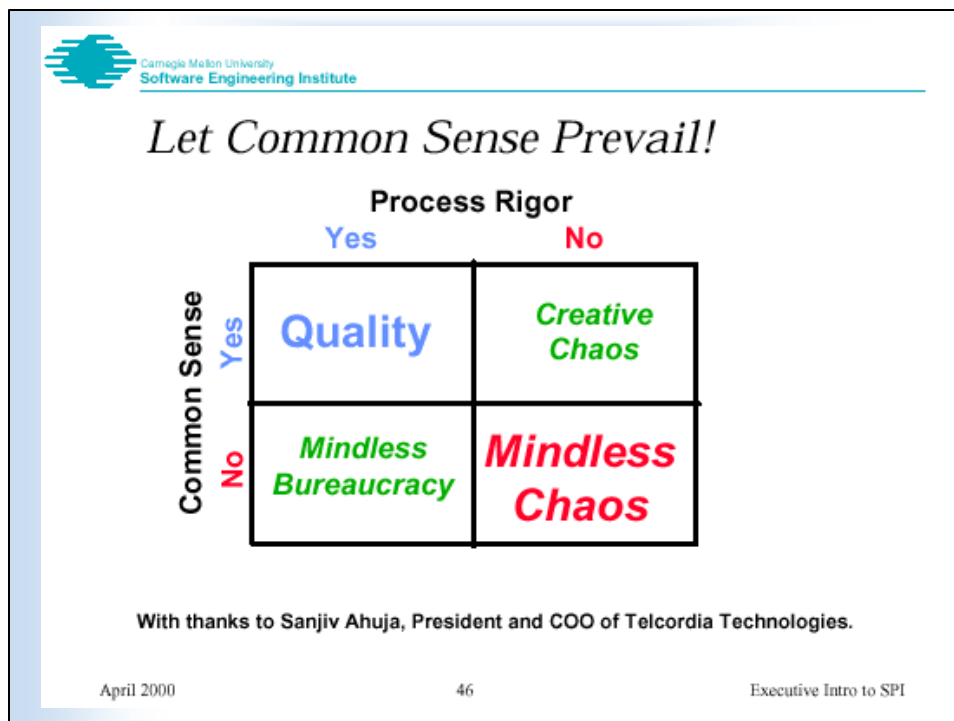 Carnegie Mellon University
Software Engineering Institute
Let Common Sense Prevail!
Process Rigor
Yes No
Common Sense
Yes
Quality
Creative
Chaos
No
Mindless
Bureaucracy
Mindless
Chaos
With thanks to Sanjiv Ahuja, President and COO of Telcordia Technologies.
April 2000 46 Executive Intro to SPI